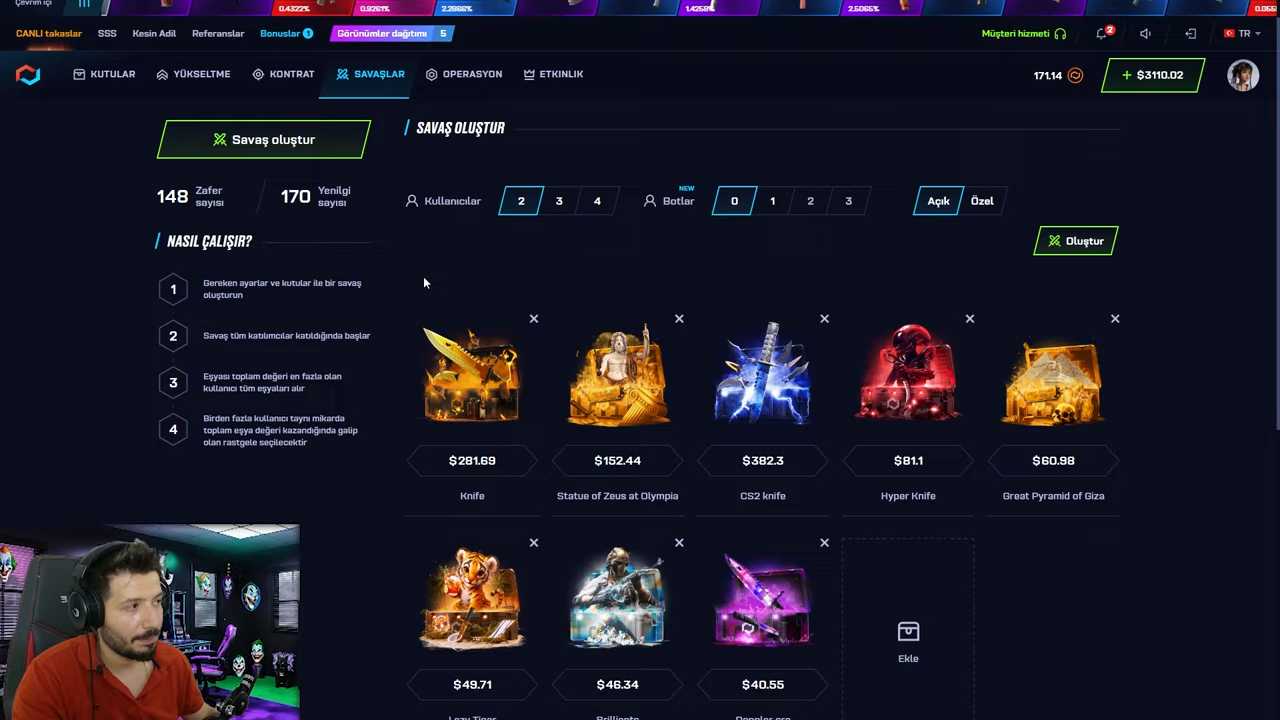 Çevrim içi
0.4322%
0.9261%
2.2866%
1.4258%
2.5065%
CANLI takaslar
SSS
Kesin Adil
Referanslar
Bonuslar 1
Görünümler dağıtımı 5
Müşteri hizmeti
2
TR
KUTULAR
YÜKSELTME
KONTRAT
SAVAŞLAR
OPERASYON
ETKINLIK
171.14
+ $3110.02
Savaş oluştur
148 Zafer sayısı
170 Yenilgi sayısı
NASIL ÇALIŞIR?
1
Gereken ayarlar ve kutular ile bir savaş
oluşturun
2
Savaş tüm katılımcılar katıldığında başlar
3
Eşyası toplam değeri en fazla olan
kullanıcı tüm eşyaları alır
4
Birden fazla kullanıcı taynı mikarda
toplam eşya değeri kazandığında galip
olan rastgele seçilecektir
SAVAŞ OLUŞTUR
Kullanıcılar
2
3
4
NEW
Botlar
0
1
2
3
Açık
Özel
Oluştur
$281.69
$152.44
$382.3
$81.1
$60.98
Knife
Statue of Zeus at Olympia
CS2 knife
Hyper Knife
Great Pyramid of Giza
$49.71
$46.34
$40.55
Ekle
Lazy Tiger